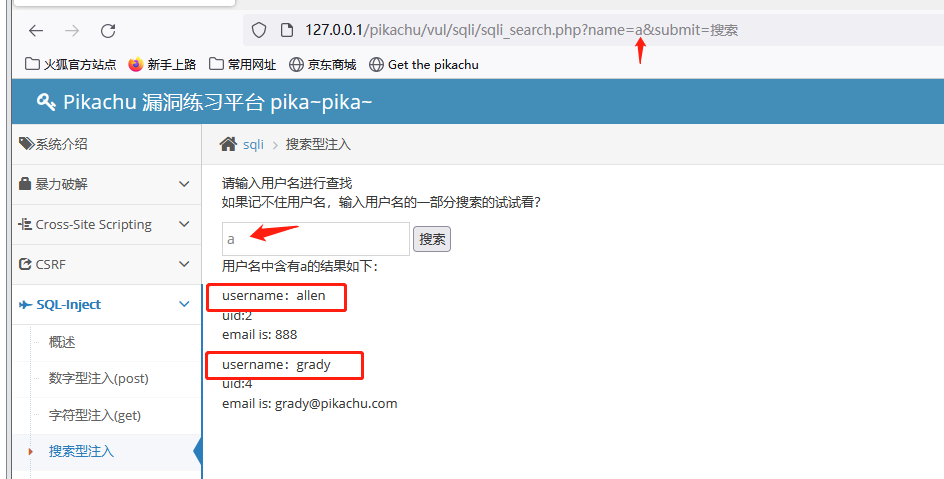 127.0.0.1/pikachu/vul/sqli/sqli_search.php?name=a&submit=搜索
火狐官方站点 新手上路 常用网址 京东商城 Get the pikachu
Pikachu 漏洞练习平台 pika~pika~
系统介绍
暴力破解
Cross-Site Scripting
CSRF
SQL-Inject
概述
数字型注入(post)
字符型注入(get)
搜索型注入
sqli > 搜索型注入
请输入用户名进行查找
如果记不住用户名，输入用户名的一部分搜索的试试看?
a 搜索
用户名中含有a的结果如下：
username：allen
uid:2
email is: 888
username：grady
uid:4
email is: grady@pikachu.com